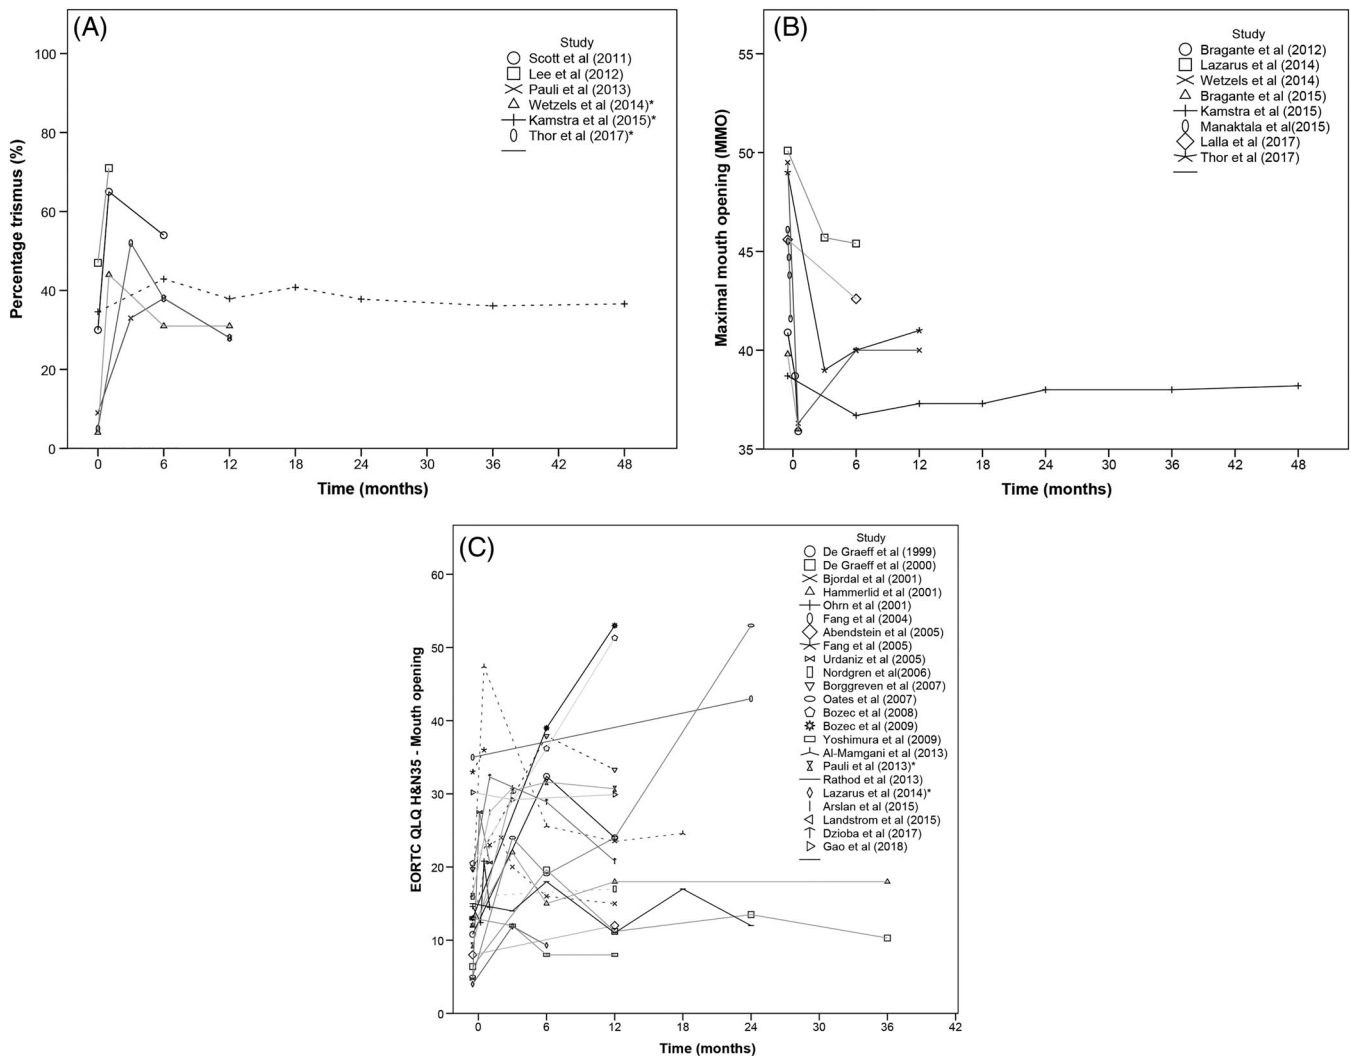 (A)
Percentage trismus (%)
100
80
60
40
20
0
0 6 12 18 24 30 36 42 48
Time (months)
Study
Scott et al (2011)
Lee et al (2012)
Pauli et al (2013)
Wetzels et al (2014)*
Kamstra et al (2015)*
Thor et al (2017)*
(B)
Maximal mouth opening (MMO)
55
50
45
40
35
0 6 12 18 24 30 36 42 48
Time (months)
Study
Bragante et al (2012)
Lazarus et al (2014)
Wetzels et al (2014)
Bragante et al (2015)
Kamstra et al (2015)
Manaktala et al(2015)
Lalla et al (2017)
Thor et al (2017)
(C)
EORTC QLQ H&N35 - Mouth opening
60
50
40
30
20
10
0
0 6 12 18 24 30 36 42
Time (months)
Study
De Graeff et al (1999)
De Graeff et al (2000)
Bjordal et al (2001)
Hammerlid et al (2001)
Ohrn et al (2001)
Fang et al (2004)
Abendstein et al (2005)
Fang et al (2005)
Urdaniz et al (2005)
Nordgren et al(2006)
Borggreven et al (2007)
Oates et al (2007)
Bozec et al (2008)
Bozec et al (2009)
Yoshimura et al (2009)
Al-Mamgani et al (2013)
Pauli et al (2013)*
Rathod et al (2013)
Lazarus et al (2014)*
Arslan et al (2015)
Landstrom et al (2015)
Dzioba et al (2017)
Gao et al (2018)